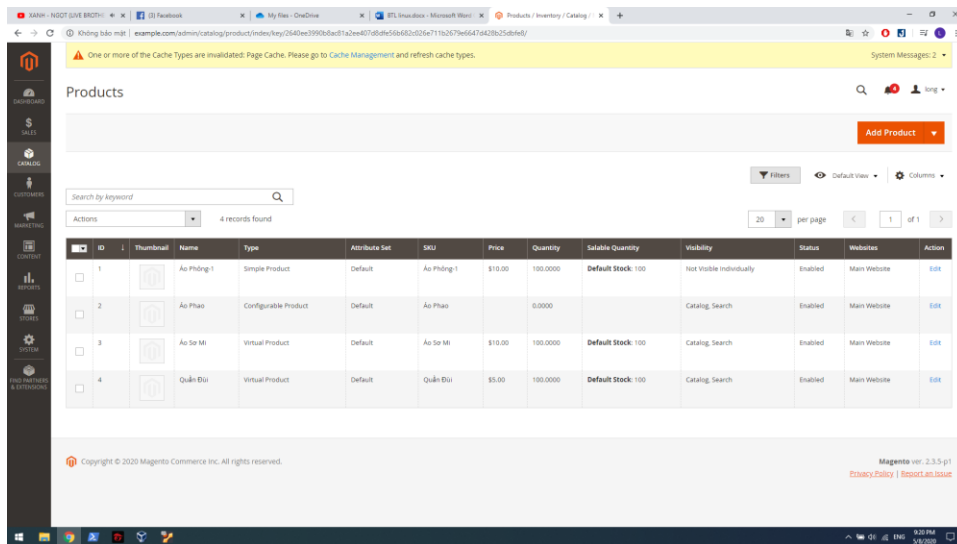 XANH - NGOT (LIVE BROTH
(3) Facebook
My files - OneDrive
BTL linux.docx - Microsoft Word
Products / Inventory / Catalog /
Không bảo mật | example.com/admin/catalog/product/index/key/2640ee3990b8ac81a2ee407d8dfe56b682c026e711b2679e6647d428b25dbfe8/
One or more of the Cache Types are invalidated: Page Cache. Please go to Cache Management and refresh cache types.
System Messages: 2
DASHBOARD
SALES
CATALOG
CUSTOMERS
MARKETING
CONTENT
REPORTS
STORES
SYSTEM
FIND PARTNERS
& EXTENSIONS
Products
4
long
Add Product
Filters
Default View
Columns
Search by keyword
Actions
4 records found
20
per page
1
of 1
ID ↓ Thumbnail Name Type Attribute Set SKU Price Quantity Salable Quantity Visibility Status Websites Action
1 Áo Phông-1 Simple Product Default Áo Phông-1 $10.00 100.0000 Default Stock: 100 Not Visible Individually Enabled Main Website Edit
2 Áo Phao Configurable Product Default Áo Phao 0.0000 Catalog, Search Enabled Main Website Edit
3 Áo Sơ Mi Virtual Product Default Áo Sơ Mi $10.00 100.0000 Default Stock: 100 Catalog, Search Enabled Main Website Edit
4 Quần Đùi Virtual Product Default Quần Đùi $5.00 100.0000 Default Stock: 100 Catalog, Search Enabled Main Website Edit
Copyright © 2020 Magento Commerce Inc. All rights reserved.
Magento ver. 2.3.5-p1
Privacy Policy | Report an Issue
ENG
9:20 PM
5/8/2020